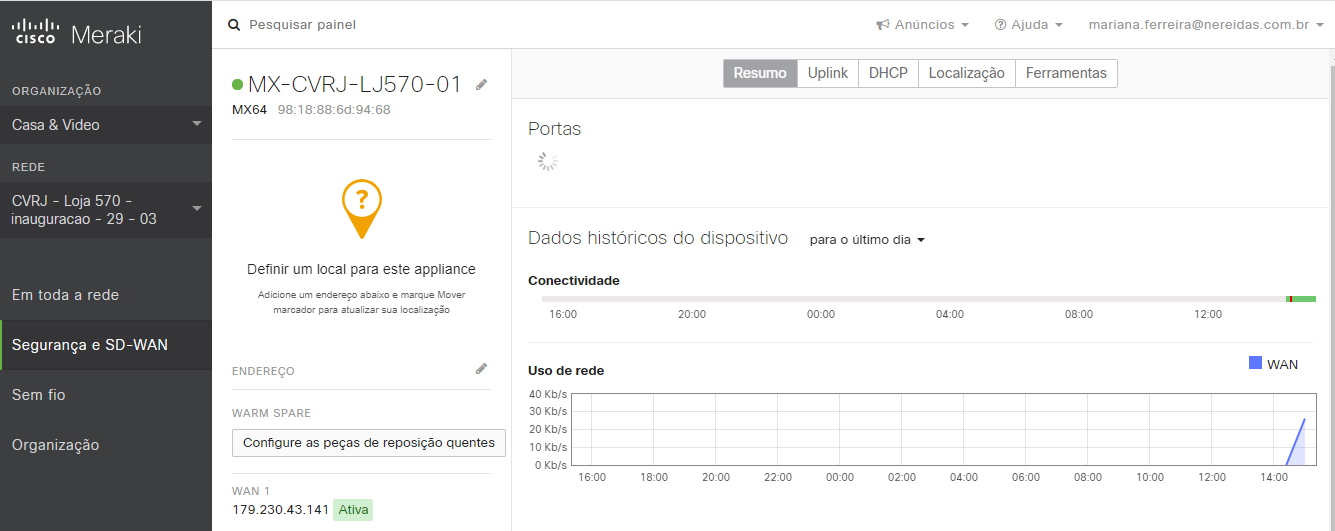 cisco Meraki
Pesquisar painel
Anúncios
Ajuda
mariana.ferreira@nereidas.com.br
ORGANIZAÇÃO
Casa & Video
REDE
CVRJ - Loja 570 -
inauguracao - 29 - 03
Em toda a rede
Segurança e SD-WAN
Sem fio
Organização
MX-CVRJ-LJ570-01
MX64 98:18:88:6d:94:68
?
Definir um local para este appliance
Adicione um endereço abaixo e marque Mover
marcador para atualizar sua localização
ENDEREÇO
WARM SPARE
Configure as peças de reposição quentes
WAN 1
179.230.43.141 Ativa
Resumo Uplink DHCP Localização Ferramentas
Portas
Dados históricos do dispositivo para o último dia
Conectividade
16:00 20:00 00:00 04:00 08:00 12:00
Uso de rede
WAN
40 Kb/s
30 Kb/s
20 Kb/s
10 Kb/s
0 Kb/s
16:00 18:00 20:00 22:00 00:00 02:00 04:00 06:00 08:00 10:00 12:00 14:00